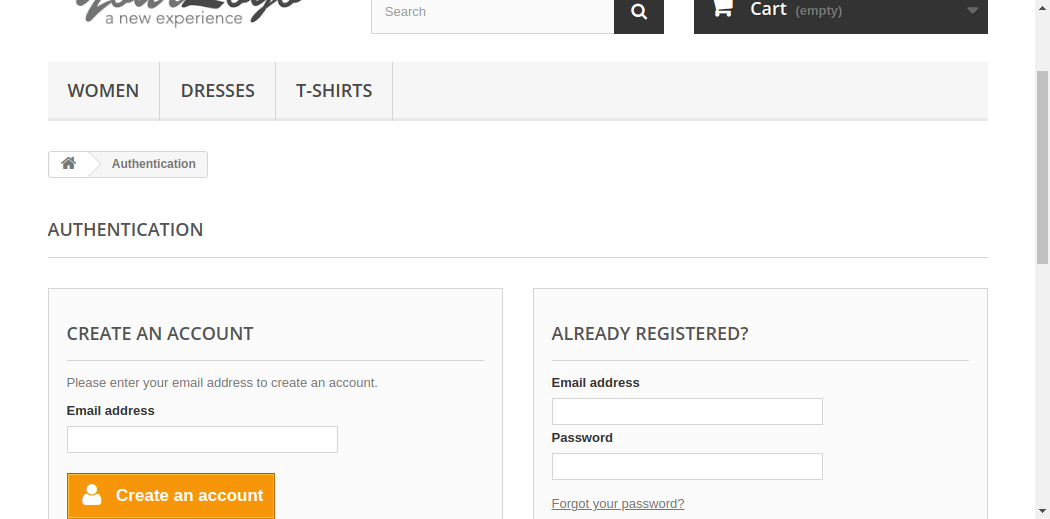 a new experience
Search
Cart (empty)
WOMEN
DRESSES
T-SHIRTS
Authentication
AUTHENTICATION
CREATE AN ACCOUNT
Please enter your email address to create an account.
Email address
Create an account
ALREADY REGISTERED?
Email address
Password
Forgot your password?